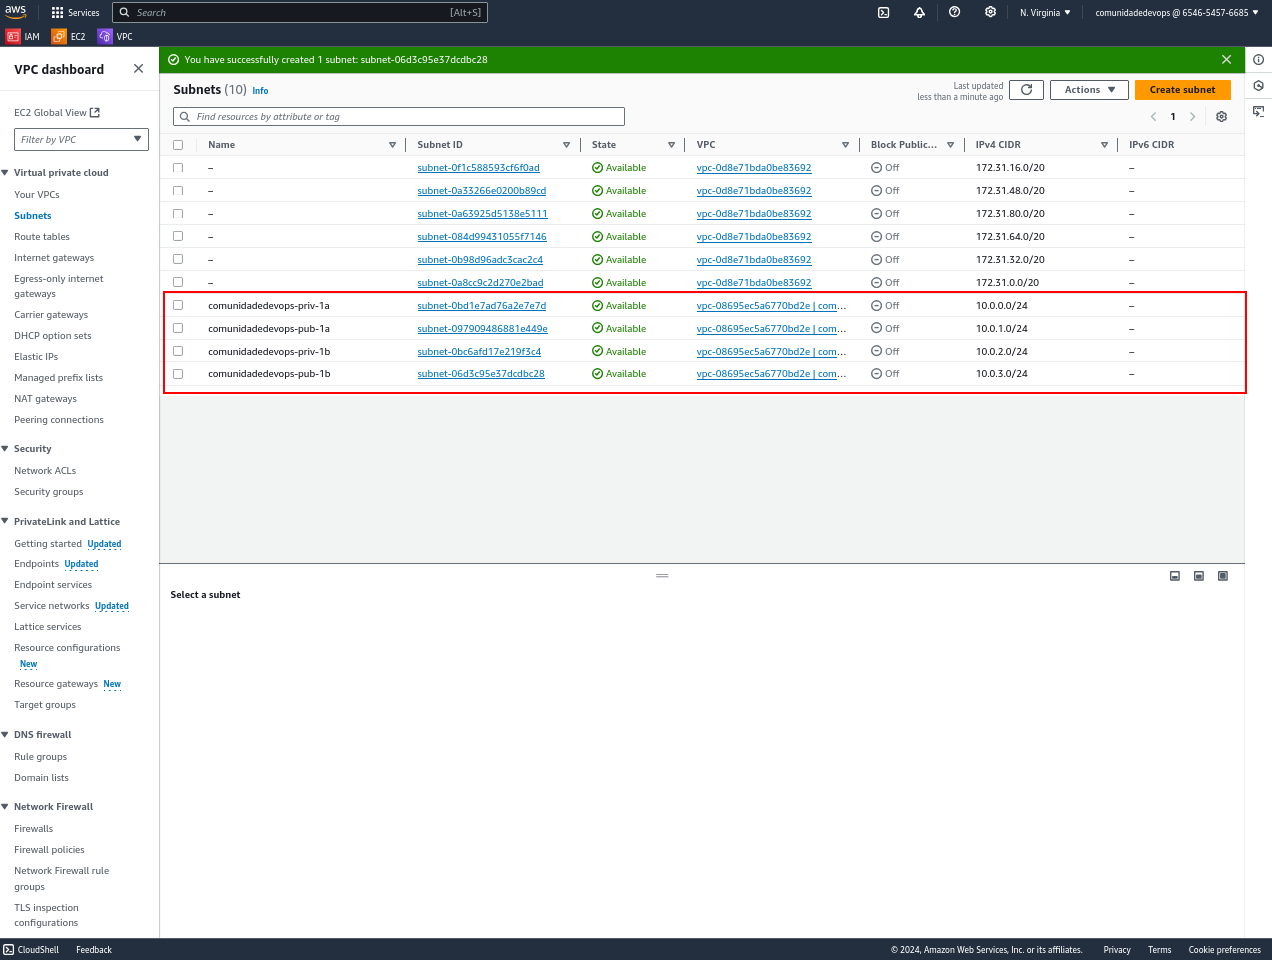 aws
Services
Search
[Alt+S]
N. Virginia
comunidadedevops @ 6546-5457-6685
IAM
EC2
VPC
VPC dashboard
EC2 Global View
Filter by VPC
Virtual private cloud
Your VPCs
Subnets
Route tables
Internet gateways
Egress-only internet
gateways
Carrier gateways
DHCP option sets
Elastic IPs
Managed prefix lists
NAT gateways
Peering connections
Security
Network ACLs
Security groups
PrivateLink and Lattice
Getting started Updated
Endpoints Updated
Endpoint services
Service networks Updated
Lattice services
Resource configurations
New
Resource gateways New
Target groups
DNS firewall
Rule groups
Domain lists
Network Firewall
Firewalls
Firewall policies
Network Firewall rule
groups
TLS inspection
configurations
You have successfully created 1 subnet: subnet-06d3c95e37dcdbc28
Subnets (10) Info
Last updated
less than a minute ago
Actions
Create subnet
Find resources by attribute or tag
1
Name Subnet ID State VPC Block Public... IPv4 CIDR IPv6 CIDR
– subnet-0f1c588593cf6f0ad Available vpc-0d8e71bda0be83692 Off 172.31.16.0/20 –
– subnet-0a33266e0200b89cd Available vpc-0d8e71bda0be83692 Off 172.31.48.0/20 –
– subnet-0a63925d5138e5111 Available vpc-0d8e71bda0be83692 Off 172.31.80.0/20 –
– subnet-084d99431055f7146 Available vpc-0d8e71bda0be83692 Off 172.31.64.0/20 –
– subnet-0b98d96adc3cac2c4 Available vpc-0d8e71bda0be83692 Off 172.31.32.0/20 –
– subnet-0a8cc9c2d270e2bad Available vpc-0d8e71bda0be83692 Off 172.31.0.0/20 –
comunidadedevops-priv-1a subnet-0bd1e7ad76a2e7e7d Available vpc-08695ec5a6770bd2e | com... Off 10.0.0.0/24 –
comunidadedevops-pub-1a subnet-097909486881e449e Available vpc-08695ec5a6770bd2e | com... Off 10.0.1.0/24 –
comunidadedevops-priv-1b subnet-0bc6afd17e219f3c4 Available vpc-08695ec5a6770bd2e | com... Off 10.0.2.0/24 –
comunidadedevops-pub-1b subnet-06d3c95e37dcdbc28 Available vpc-08695ec5a6770bd2e | com... Off 10.0.3.0/24 –
Select a subnet
CloudShell
Feedback
© 2024, Amazon Web Services, Inc. or its affiliates.
Privacy
Terms
Cookie preferences